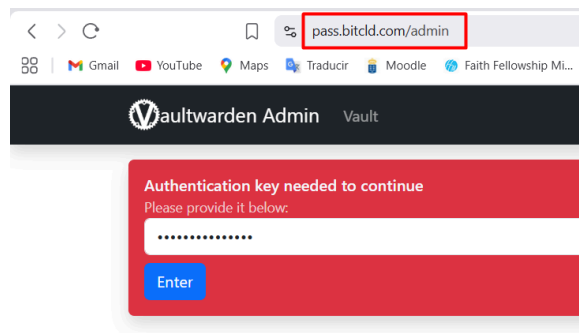 pass.bitcld.com/admin
Gmail YouTube Maps Traducir Moodle Faith Fellowship Mi...
Vaultwarden Admin Vault
Authentication key needed to continue
Please provide it below:
•••••••••••••••
Enter